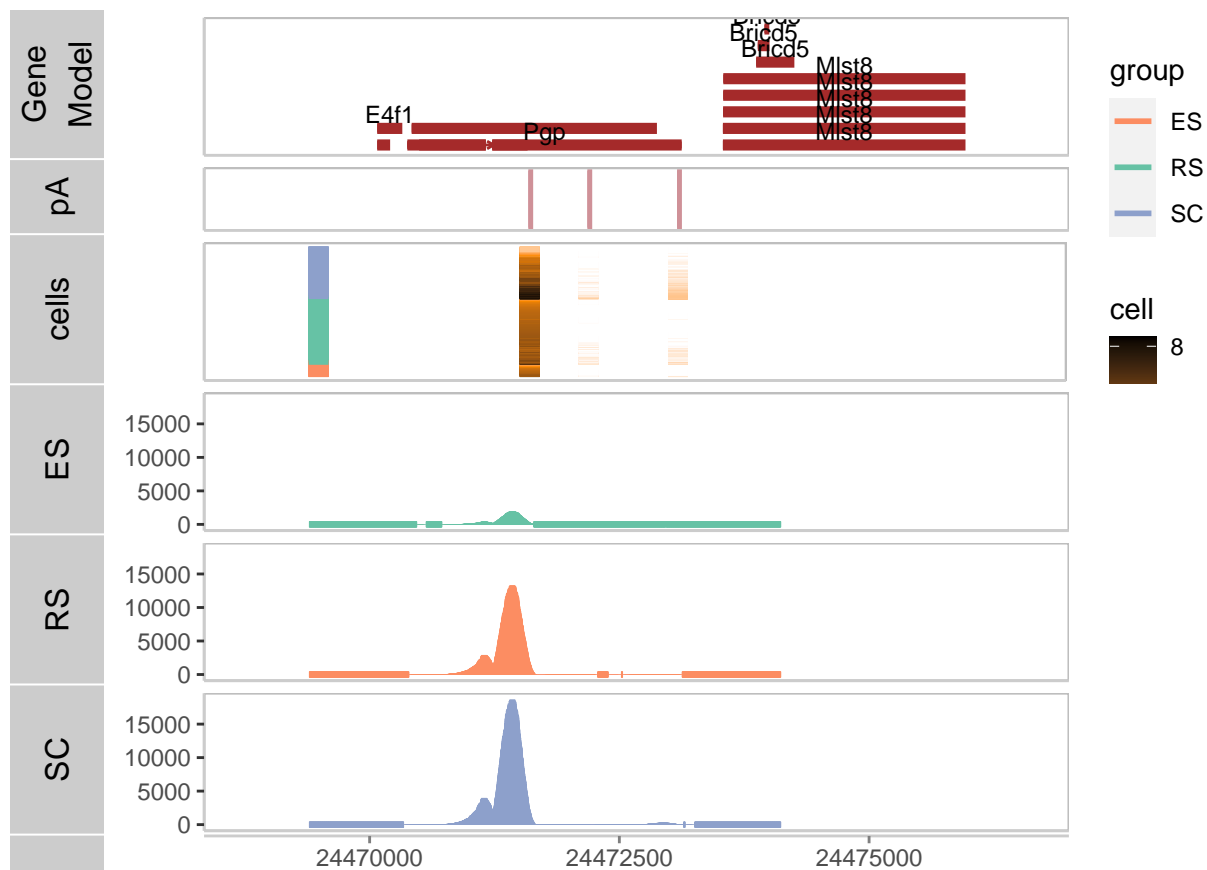 Gene
Model
Bricd5
Bricd5
Bricd5
Mlst8
Mlst8
Mlst8
Mlst8
Mlst8
E4f1
Pgp
pA
cells
ES
15000
10000
5000
0
RS
15000
10000
5000
0
SC
15000
10000
5000
0
24470000
24472500
24475000
group
ES
RS
SC
cell
8